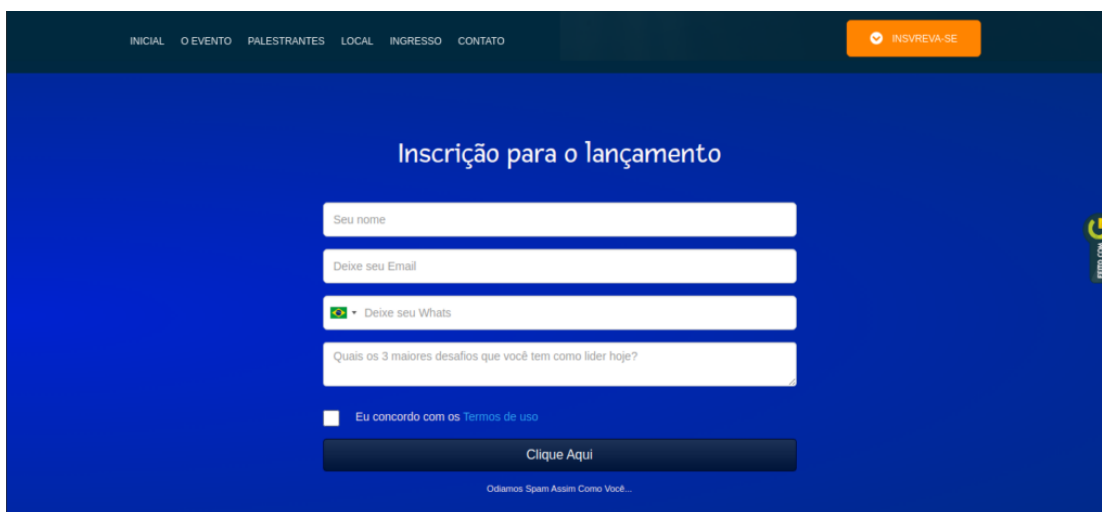 INICIAL O EVENTO PALESTRANTES LOCAL INGRESSO CONTATO INSVREVA-SE
Inscrição para o lançamento
Seu nome
Deixe seu Email
Deixe seu Whats
Quais os 3 maiores desafios que você tem como lider hoje?
Eu concordo com os Termos de uso
Clique Aqui
Odiamos Spam Assim Como Você...
FEITO COM